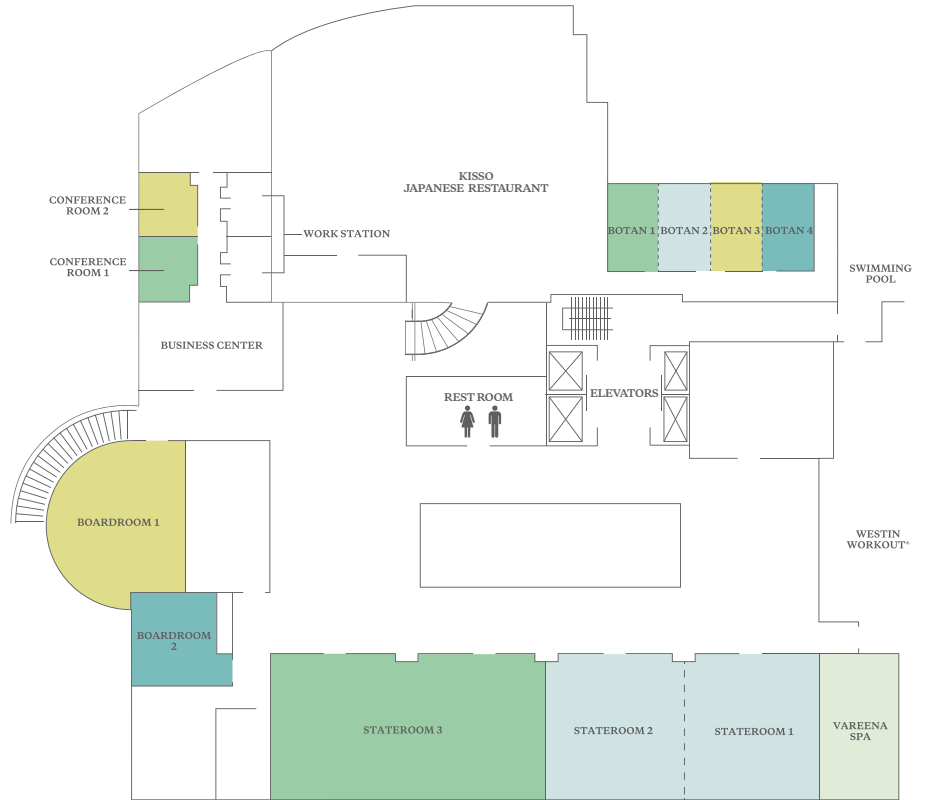 KISSO
JAPANESE RESTAURANT
CONFERENCE
ROOM 2
WORK STATION
CONFERENCE
ROOM 1
BOTAN 1
BOTAN 2
BOTAN 3
BOTAN 4
SWIMMING
POOL
BUSINESS CENTER
REST ROOM
ELEVATORS
BOARDROOM 1
WESTIN
WORKOUT®
BOARDROOM
2
STATEROOM 3
STATEROOM 2
STATEROOM 1
VAREENA
SPA